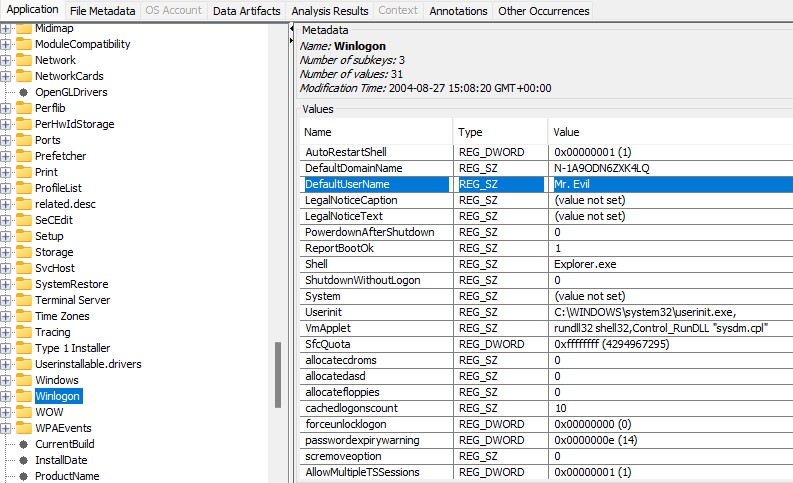 Application File Metadata OS Account Data Artifacts Analysis Results Context Annotations Other Occurrences
Midimap
ModuleCompatibility
Network
NetworkCards
OpenGLDrivers
Perflib
PerHwIdStorage
Ports
Prefetcher
Print
ProfileList
related.desc
SeCEdit
Setup
Storage
SvcHost
SystemRestore
Terminal Server
Time Zones
Tracing
Type 1 Installer
Userinstallable.drivers
Windows
Winlogon
WOW
WPAEvents
CurrentBuild
InstallDate
ProductName
Metadata
Name: Winlogon
Number of subkeys: 3
Number of values: 31
Modification Time: 2004-08-27 15:08:20 GMT+00:00
Values
Name Type Value
AutoRestartShell REG_DWORD 0x00000001 (1)
DefaultDomainName REG_SZ N-1A9ODN6ZXK4LQ
DefaultUserName REG_SZ Mr. Evil
LegalNoticeCaption REG_SZ (value not set)
LegalNoticeText REG_SZ (value not set)
PowerdownAfterShutdown REG_SZ 0
ReportBootOk REG_SZ 1
Shell REG_SZ Explorer.exe
ShutdownWithoutLogon REG_SZ 0
System REG_SZ (value not set)
Userinit REG_SZ C:\WINDOWS\system32\userinit.exe,
VmApplet REG_SZ rundll32 shell32,Control_RunDLL "sysdm.cpl"
SfcQuota REG_DWORD 0xffffffff (4294967295)
allocatecdroms REG_SZ 0
allocatedasd REG_SZ 0
allocatefloppies REG_SZ 0
cachedlogonscount REG_SZ 10
forceunlocklogon REG_DWORD 0x00000000 (0)
passwordexpirywarning REG_DWORD 0x0000000e (14)
scremoveoption REG_SZ 0
AllowMultipleTSSessions REG_DWORD 0x00000001 (1)